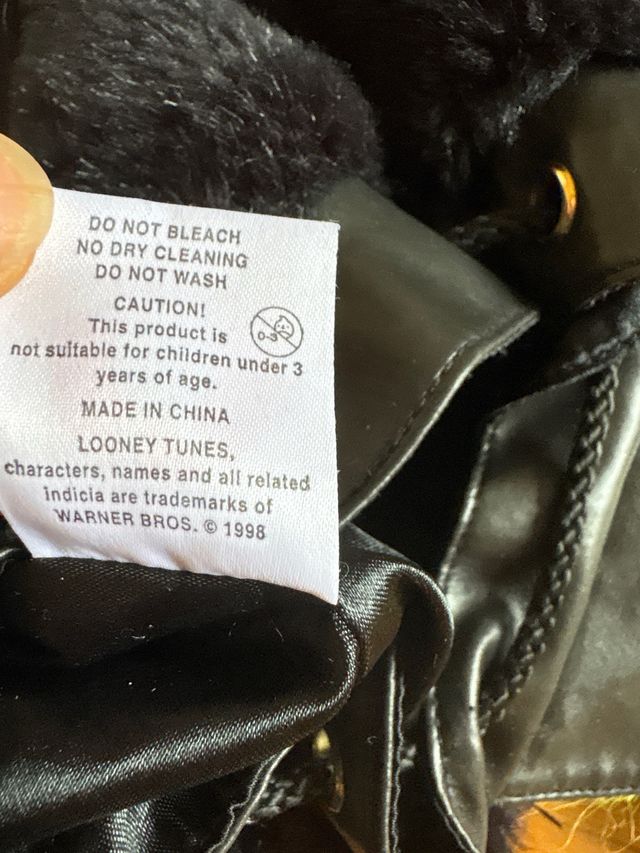 DO NOT BLEACH
NO DRY CLEANING
DO NOT WASH
CAUTION!
This product is
0-3
not suitable for children under 3
years of age.
MADE IN CHINA
LOONEY TUNES,
characters, names and all related
indicia are trademarks of
WARNER BROS. © 1998